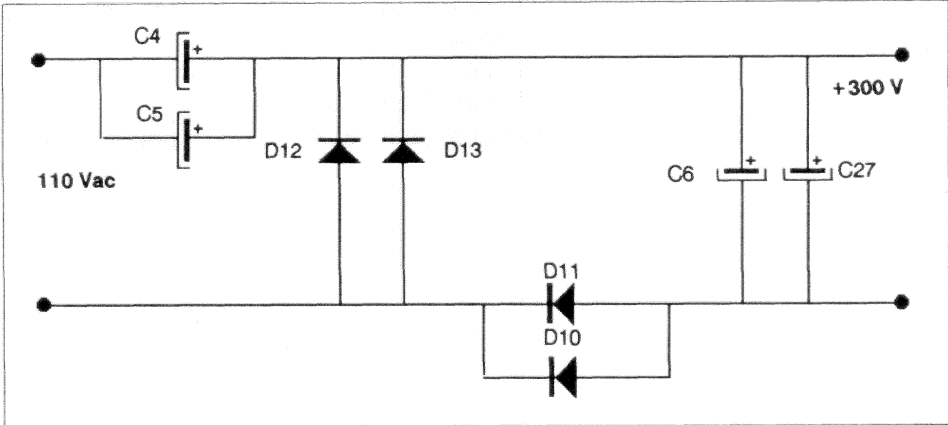 C4
+
C5
+
+300 V
D12
D13
110 Vac
C6
+
+
C27
D11
D10